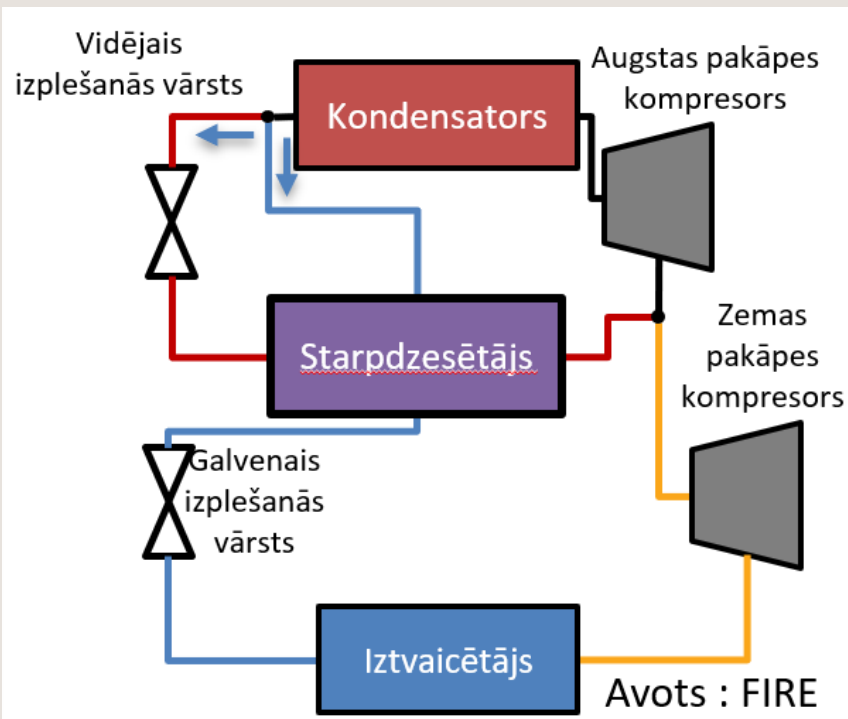 Vidējais
izplešanās vārsts
Kondensators
Augstas pakāpes
kompresors
Starpdzesētājs
Zemas
pakāpes
kompresors
Galvenais
izplešanās
vārsts
Iztvaicētājs
Avots : FIRE